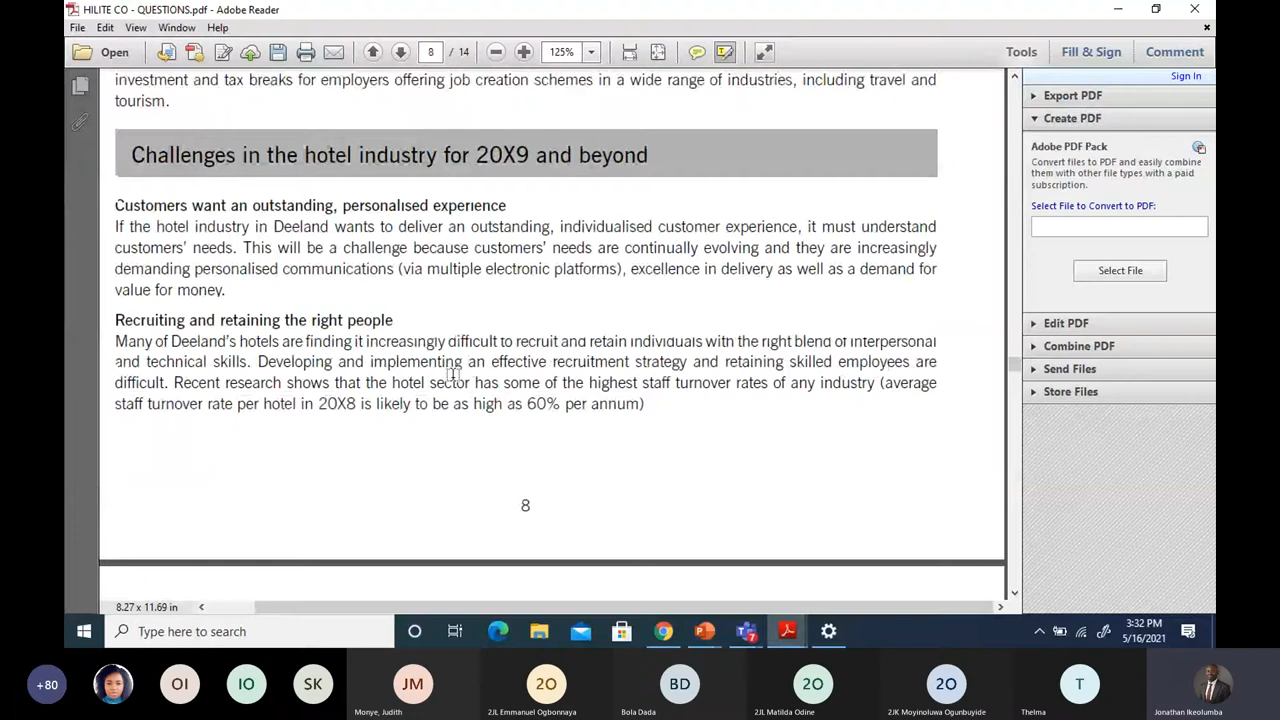 HILITE CO - QUESTIONS.pdf - Adobe Reader
File Edit View Window Help
Open 8 / 14 125% Tools Fill & Sign Comment
investment and tax breaks for employers offering job creation schemes in a wide range of industries, including travel and
tourism.
Challenges in the hotel industry for 20X9 and beyond
Customers want an outstanding, personalised experience
If the hotel industry in Deeland wants to deliver an outstanding, individualised customer experience, it must understand
customers' needs. This will be a challenge because customers' needs are continually evolving and they are increasingly
demanding personalised communications (via multiple electronic platforms), excellence in delivery as well as a demand for
value for money.
Recruiting and retaining the right people
Many of Deeland's hotels are finding it increasingly difficult to recruit and retain individuals with the right blend of interpersonal
and technical skills. Developing and implementing an effective recruitment strategy and retaining skilled employees are
difficult. Recent research shows that the hotel sector has some of the highest staff turnover rates of any industry (average
staff turnover rate per hotel in 20X8 is likely to be as high as 60% per annum)
8
8.27 x 11.69 in
Sign In
Export PDF
Create PDF
Adobe PDF Pack
Convert files to PDF and easily combine
them with other file types with a paid
subscription.
Select File to Convert to PDF:
Select File
Edit PDF
Combine PDF
Send Files
Store Files
Type here to search
7
3:32 PM
5/16/2021
+80 OI IO SK JM 2O BD 2O 2O T
Monye, Judith 2JL Emmanuel Ogbonnaya Bola Dada 2JL Matilda Odine 2JK Moyinoluwa Ogunbuyide Thelma Jonathan Ikeolumba